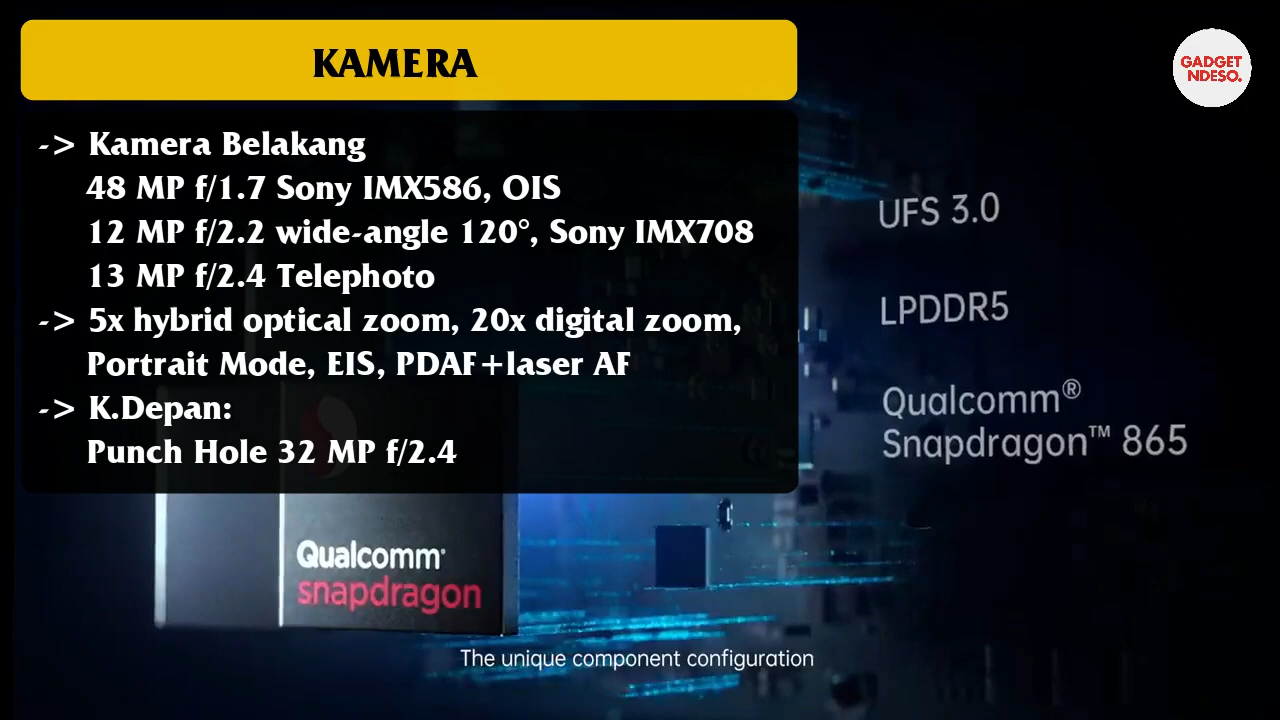 KAMERA
GADGET
NDESO.
-> Kamera Belakang
48 MP f/1.7 Sony IMX586, OIS
12 MP f/2.2 wide-angle 120°, Sony IMX708
13 MP f/2.4 Telephoto
-> 5x hybrid optical zoom, 20x digital zoom,
Portrait Mode, EIS, PDAF+laser AF
-> K.Depan:
Punch Hole 32 MP f/2.4
UFS 3.0
LPDDR5
Qualcomm®
Snapdragon™ 865
Qualcomm
snapdragon
The unique component configuration